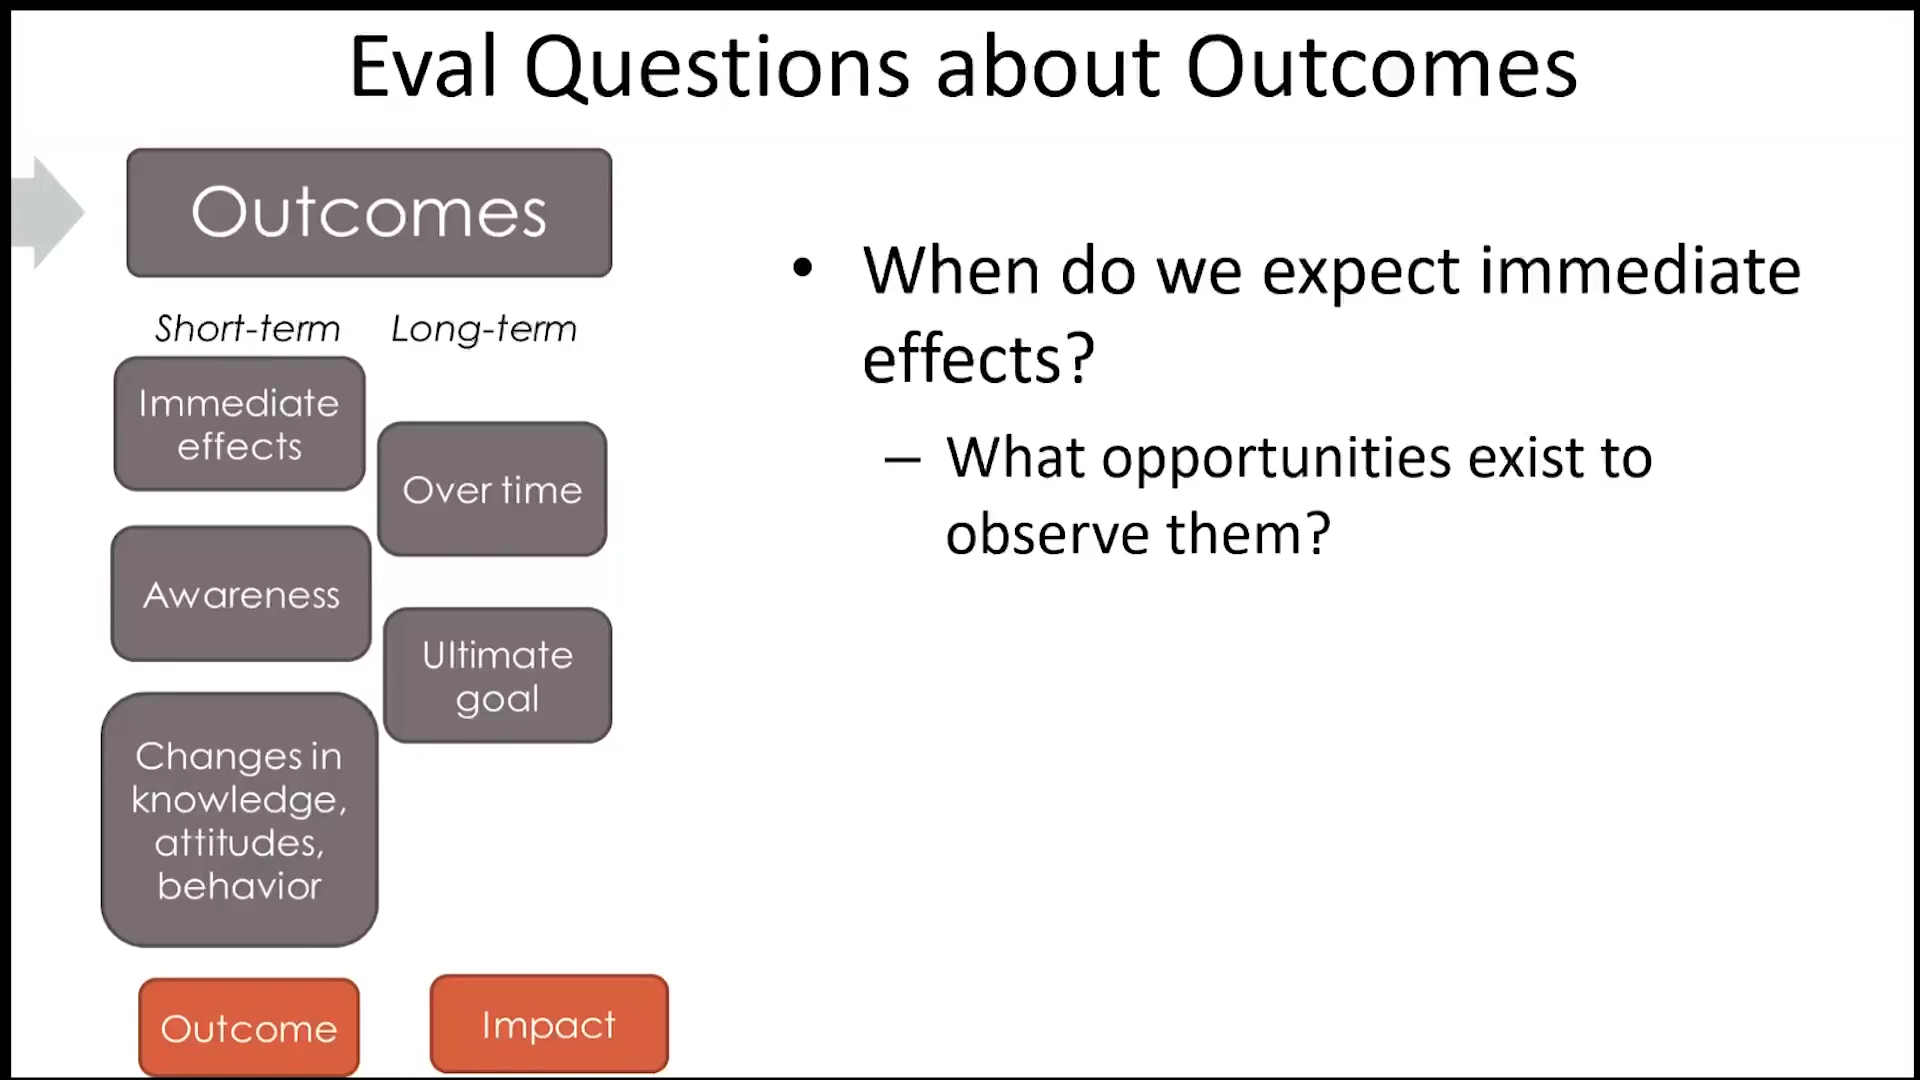 Eval Questions about Outcomes
Outcomes
Short-term Long-term
Immediate
effects
Awareness
Changes in
knowledge,
attitudes,
behavior
Over time
Ultimate
goal
Outcome
Impact
• When do we expect immediate
effects?
– What opportunities exist to
observe them?